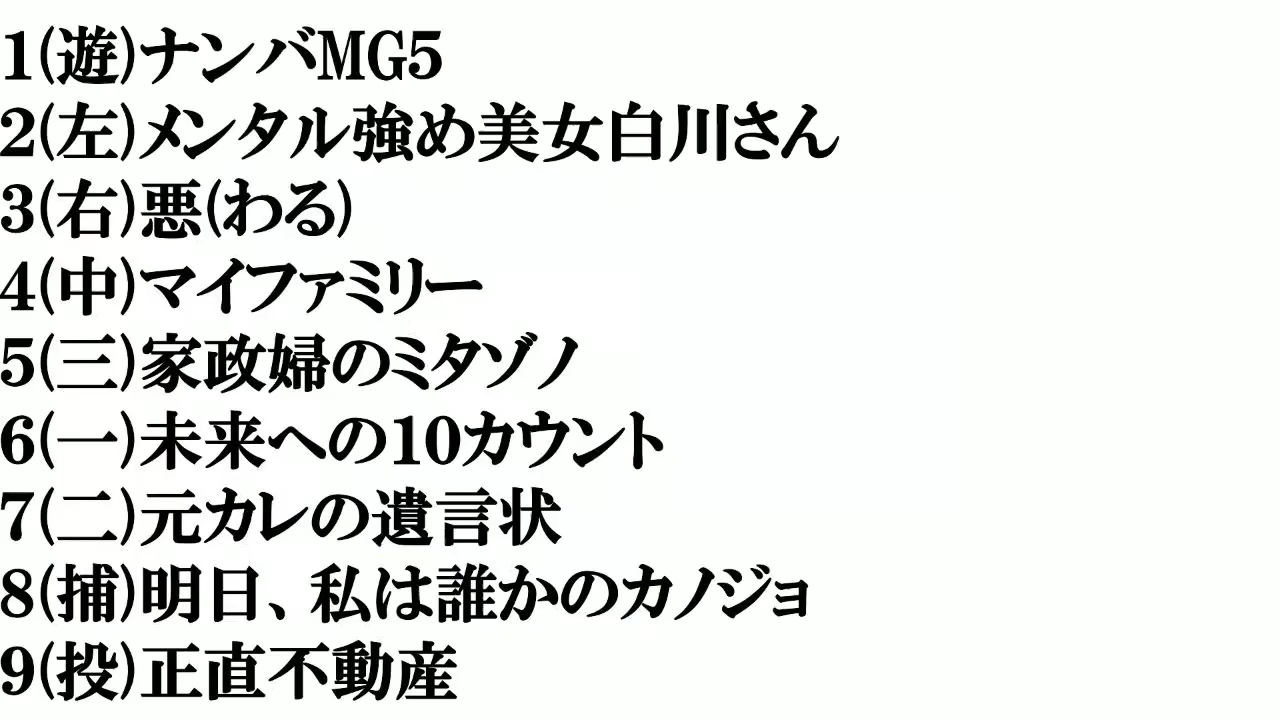 1(遊)ナンバMG5
2(左)メンタル強め美女白川さん
3(右)悪(わる)
4(中)マイファミリー
5(三)家政婦のミタゾノ
6(一)未来への10カウント
7(二)元カレの遺言状
8(捕)明日、私は誰かのカノジョ
9(投)正直不動産